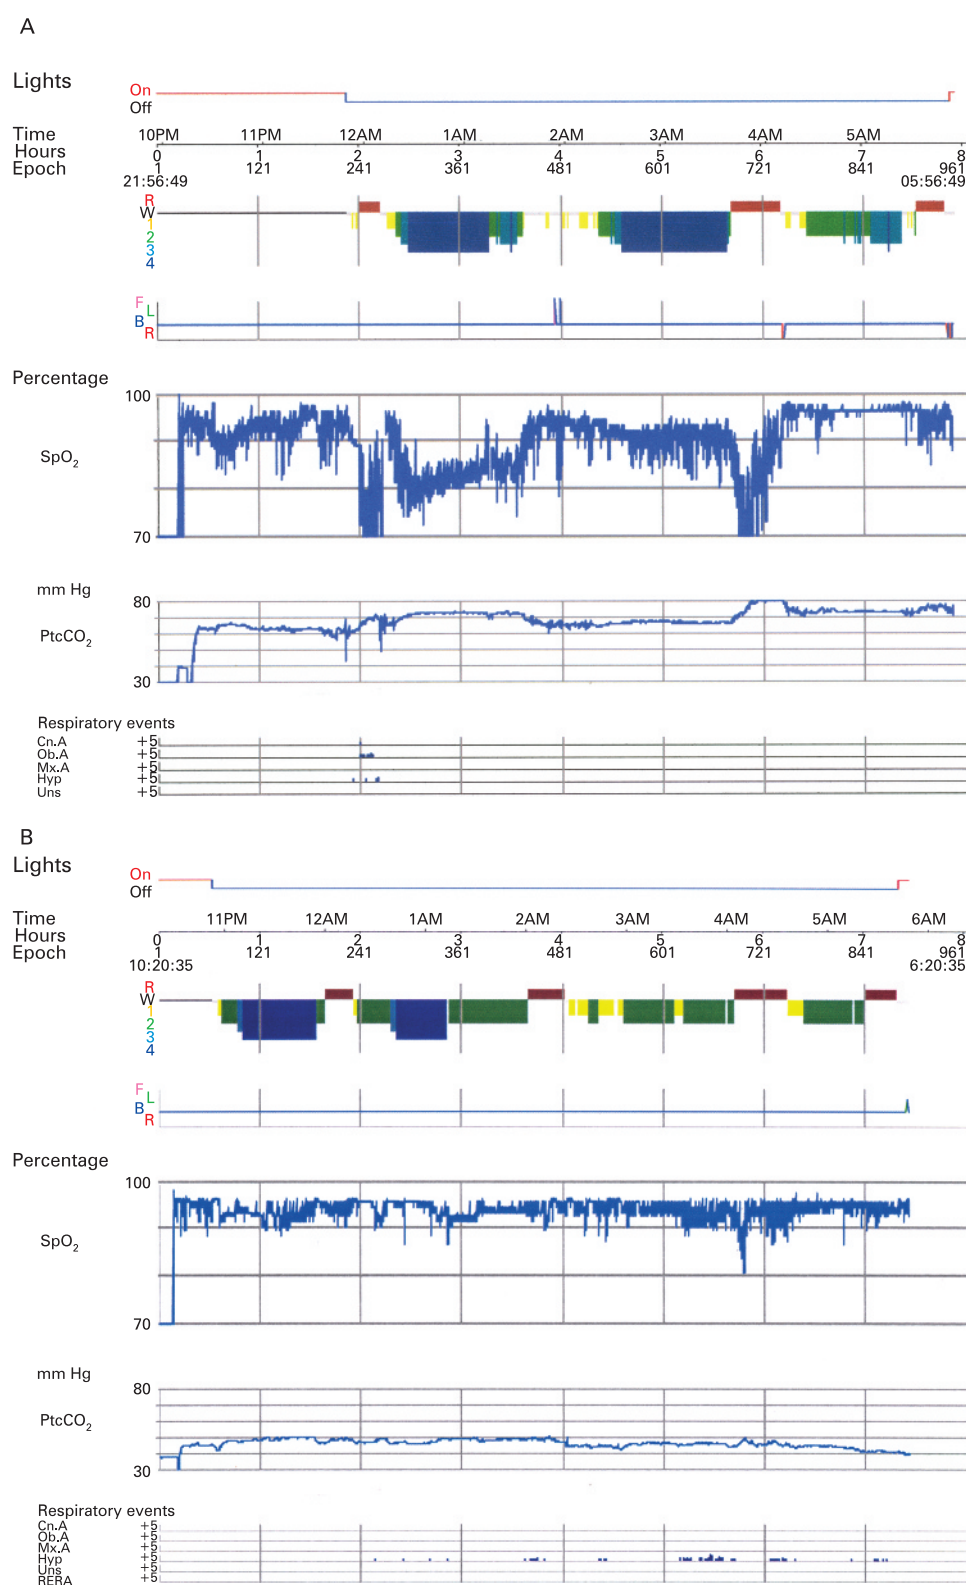 A
Lights
On
Off
Time 10PM 11PM 12AM 1AM 2AM 3AM 4AM 5AM
Hours 0 1 2 3 4 5 6 7 8
Epoch 1 121 241 361 481 601 721 841 961
21:56:49 05:56:49
R
W
1
2
3
4
F
L
B
R
Percentage
100
SpO2
70
mm Hg
80
PtcCO2
30
Respiratory events
Cn.A +5
Ob.A +5
Mx.A +5
Hyp +5
Uns +5
B
Lights
On
Off
Time 11PM 12AM 1AM 2AM 3AM 4AM 5AM 6AM
Hours 0 1 2 3 4 5 6 7 8
Epoch 1 121 241 361 481 601 721 841 961
10:20:35 6:20:35
R
W
1
2
3
4
F
L
B
R
Percentage
100
SpO2
70
mm Hg
80
PtcCO2
30
Respiratory events
Cn.A +5
Ob.A +5
Mx.A +5
Hyp +5
Uns +5
RERA +5